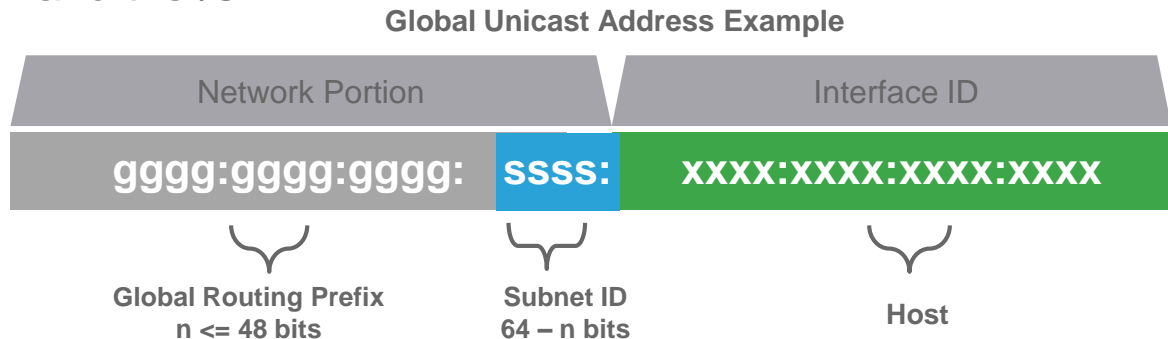 Global Unicast Address Example
Network Portion
Interface ID
gggg:gggg:gggg:
ssss:
xxxx:xxxx:xxxx:xxxx
Global Routing Prefix
n <= 48 bits
Subnet ID
64 – n bits
Host